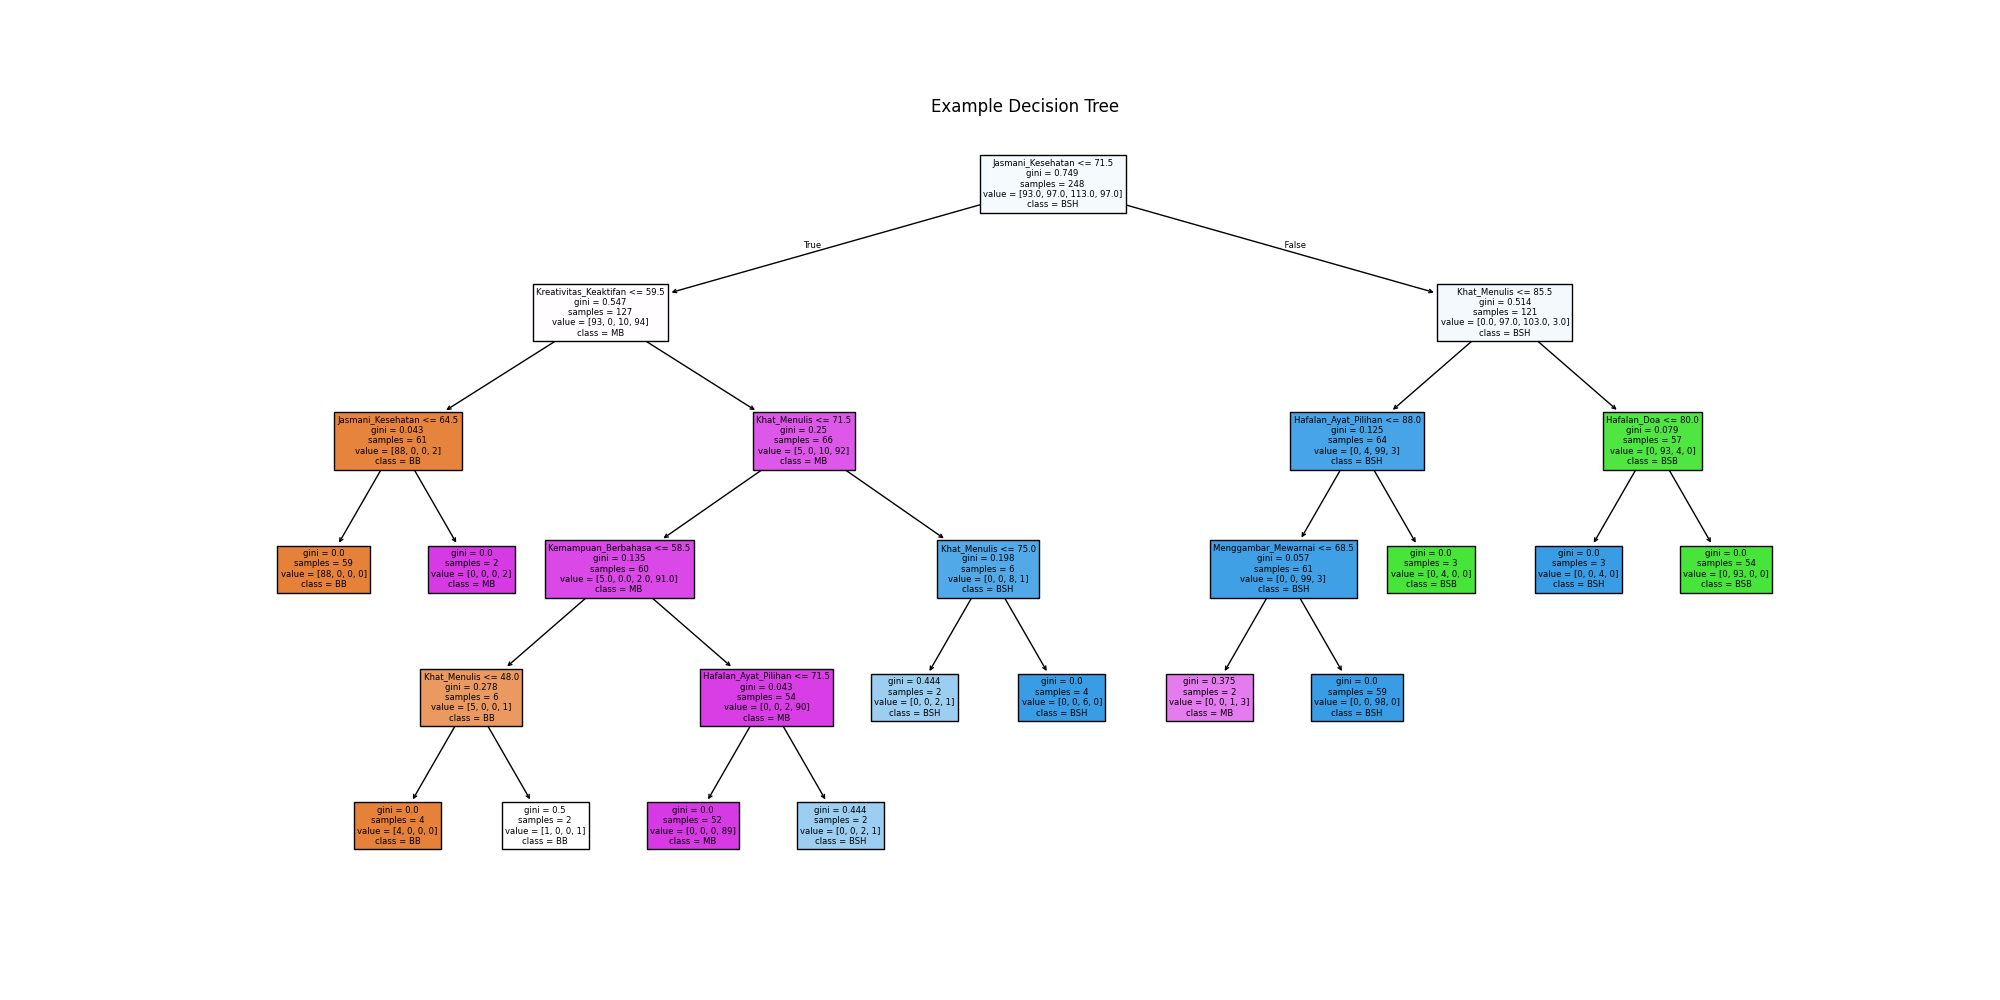 Example Decision Tree
Jasmani_Kesehatan <= 71.5
gini = 0.749
samples = 248
value = [93.0, 97.0, 113.0, 97.0]
class = BSH
True
False
Kreativitas_Keaktifan <= 59.5
gini = 0.547
samples = 127
value = [93, 0, 10, 94]
class = MB
Khat_Menulis <= 85.5
gini = 0.514
samples = 121
value = [0.0, 97.0, 103.0, 3.0]
class = BSH
Jasmani_Kesehatan <= 64.5
gini = 0.043
samples = 61
value = [88, 0, 0, 2]
class = BB
Khat_Menulis <= 71.5
gini = 0.25
samples = 66
value = [5, 0, 10, 92]
class = MB
Hafalan_Ayat_Pilihan <= 88.0
gini = 0.125
samples = 64
value = [0, 4, 99, 3]
class = BSH
Hafalan_Doa <= 80.0
gini = 0.079
samples = 57
value = [0, 93, 4, 0]
class = BSB
gini = 0.0
samples = 59
value = [88, 0, 0, 0]
class = BB
gini = 0.0
samples = 2
value = [0, 0, 0, 2]
class = MB
Kemampuan_Berbahasa <= 58.5
gini = 0.135
samples = 60
value = [5.0, 0.0, 2.0, 91.0]
class = MB
Khat_Menulis <= 75.0
gini = 0.198
samples = 6
value = [0, 0, 8, 1]
class = BSH
Menggambar_Mewarnai <= 68.5
gini = 0.057
samples = 61
value = [0, 0, 99, 3]
class = BSH
gini = 0.0
samples = 3
value = [0, 4, 0, 0]
class = BSB
gini = 0.0
samples = 3
value = [0, 0, 4, 0]
class = BSH
gini = 0.0
samples = 54
value = [0, 93, 0, 0]
class = BSB
Khat_Menulis <= 48.0
gini = 0.278
samples = 6
value = [5, 0, 0, 1]
class = BB
Hafalan_Ayat_Pilihan <= 71.5
gini = 0.043
samples = 54
value = [0, 0, 2, 90]
class = MB
gini = 0.444
samples = 2
value = [0, 0, 2, 1]
class = BSH
gini = 0.0
samples = 4
value = [0, 0, 6, 0]
class = BSH
gini = 0.375
samples = 2
value = [0, 0, 1, 3]
class = MB
gini = 0.0
samples = 59
value = [0, 0, 98, 0]
class = BSH
gini = 0.0
samples = 4
value = [4, 0, 0, 0]
class = BB
gini = 0.5
samples = 2
value = [1, 0, 0, 1]
class = BB
gini = 0.0
samples = 52
value = [0, 0, 0, 89]
class = MB
gini = 0.444
samples = 2
value = [0, 0, 2, 1]
class = BSH